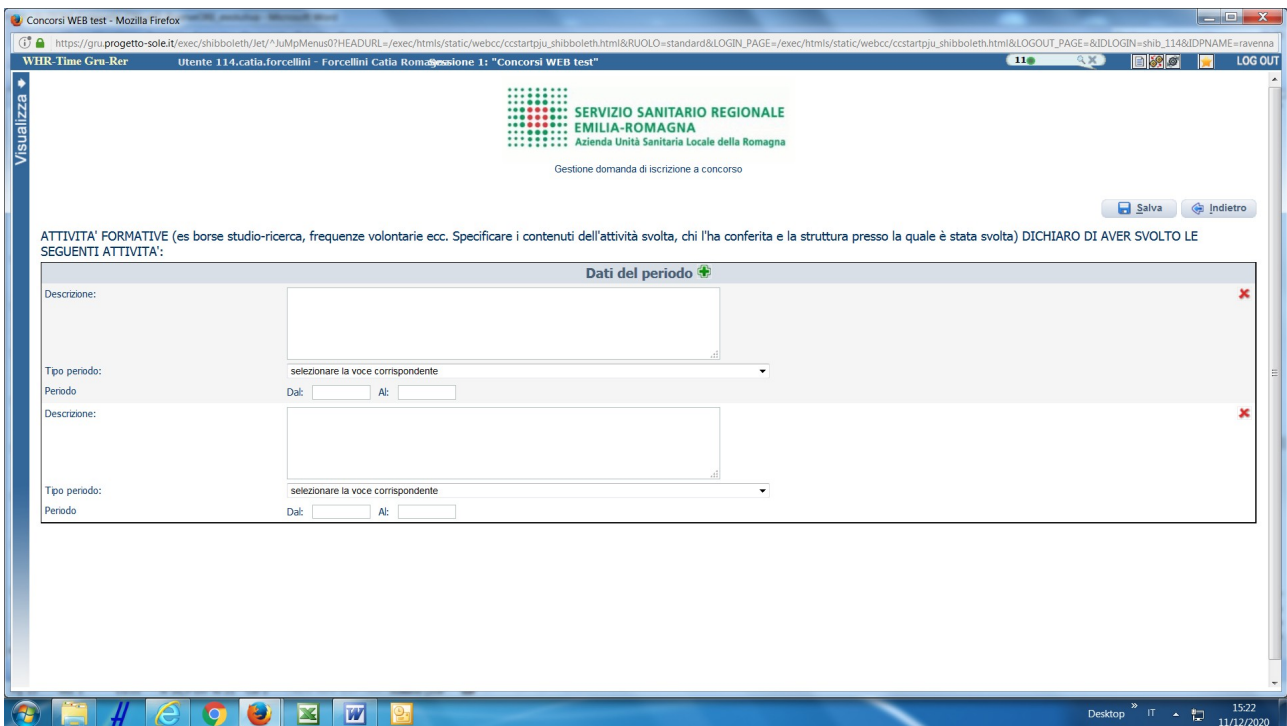 Concorsi WEB test - Mozilla Firefox
https://gru.progetto-sole.it/exec/shibboleth/Jet/^JuMpMenus0?HEADURL=/exec/htmls/static/webcc/ccstartpju_shibboleth.html&RUOLO=standard&LOGIN_PAGE=/exec/htmls/static/webcc/ccstartpju_shibboleth.html&LOGOUT_PAGE=&IDLOGIN=shib_114&IDPNAME=ravenna
WHR-Time Gru-Rer Utente 114.catia.forcellini - Forcellini Catia Romagna Sessione 1: "Concorsi WEB test" 11 LOG OUT
Visualizza
SERVIZIO SANITARIO REGIONALE
EMILIA-ROMAGNA
Azienda Unità Sanitaria Locale della Romagna
Gestione domanda di iscrizione a concorso
Salva Indietro
ATTIVITA' FORMATIVE (es borse studio-ricerca, frequenze volontarie ecc. Specificare i contenuti dell'attività svolta, chi l'ha conferita e la struttura presso la quale è stata svolta) DICHIARO DI AVER SVOLTO LE
SEGUENTI ATTIVITA':
Dati del periodo
Descrizione:
Tipo periodo: selezionare la voce corrispondente
Periodo Dal: Al:
Descrizione:
Tipo periodo: selezionare la voce corrispondente
Periodo Dal: Al:
Desktop » IT 15:22
11/12/2020